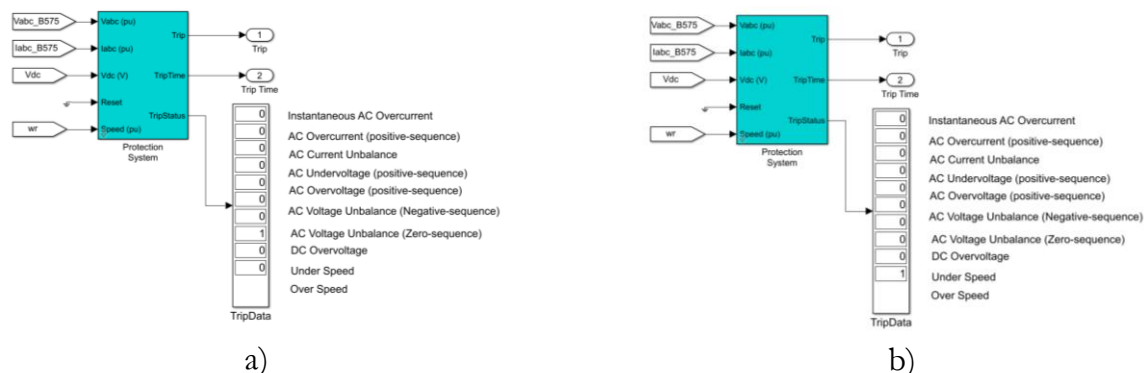 Vabc_B575
Iabc_B575
Vdc
wr
Vabc (pu)
Iabc (pu)
Vdc (V)
Reset
Speed (pu)
Trip
TripTime
TripStatus
Protection
System
1
Trip
2
Trip Time
0
0
0
0
0
0
0
1
0
0
Instantaneous AC Overcurrent
AC Overcurrent (positive-sequence)
AC Current Unbalance
AC Undervoltage (positive-sequence)
AC Overvoltage (positive-sequence)
AC Voltage Unbalance (Negative-sequence)
AC Voltage Unbalance (Zero-sequence)
DC Overvoltage
Under Speed
Over Speed
TripData
a)
Vabc_B575
Iabc_B575
Vdc
wr
Vabc (pu)
Iabc (pu)
Vdc (V)
Reset
Speed (pu)
Trip
TripTime
TripStatus
Protection
System
1
Trip
2
Trip Time
0
0
0
0
0
0
0
0
0
1
Instantaneous AC Overcurrent
AC Overcurrent (positive-sequence)
AC Current Unbalance
AC Undervoltage (positive-sequence)
AC Overvoltage (positive-sequence)
AC Voltage Unbalance (Negative-sequence)
AC Voltage Unbalance (Zero-sequence)
DC Overvoltage
Under Speed
Over Speed
TripData
b)